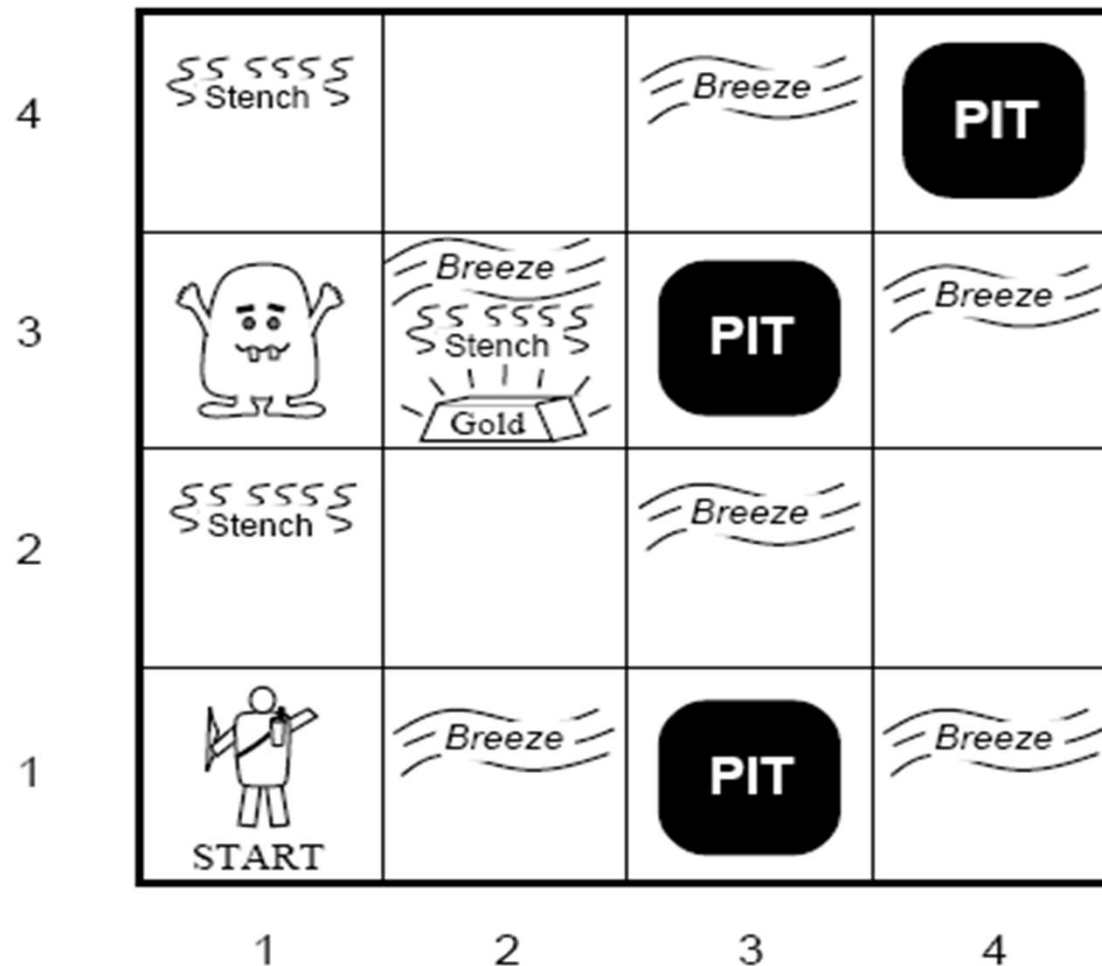 4
Stench
Breeze
PIT
3
Breeze
Stench
Gold
PIT
Breeze
2
Stench
Breeze
1
START
Breeze
PIT
Breeze
1 2 3 4